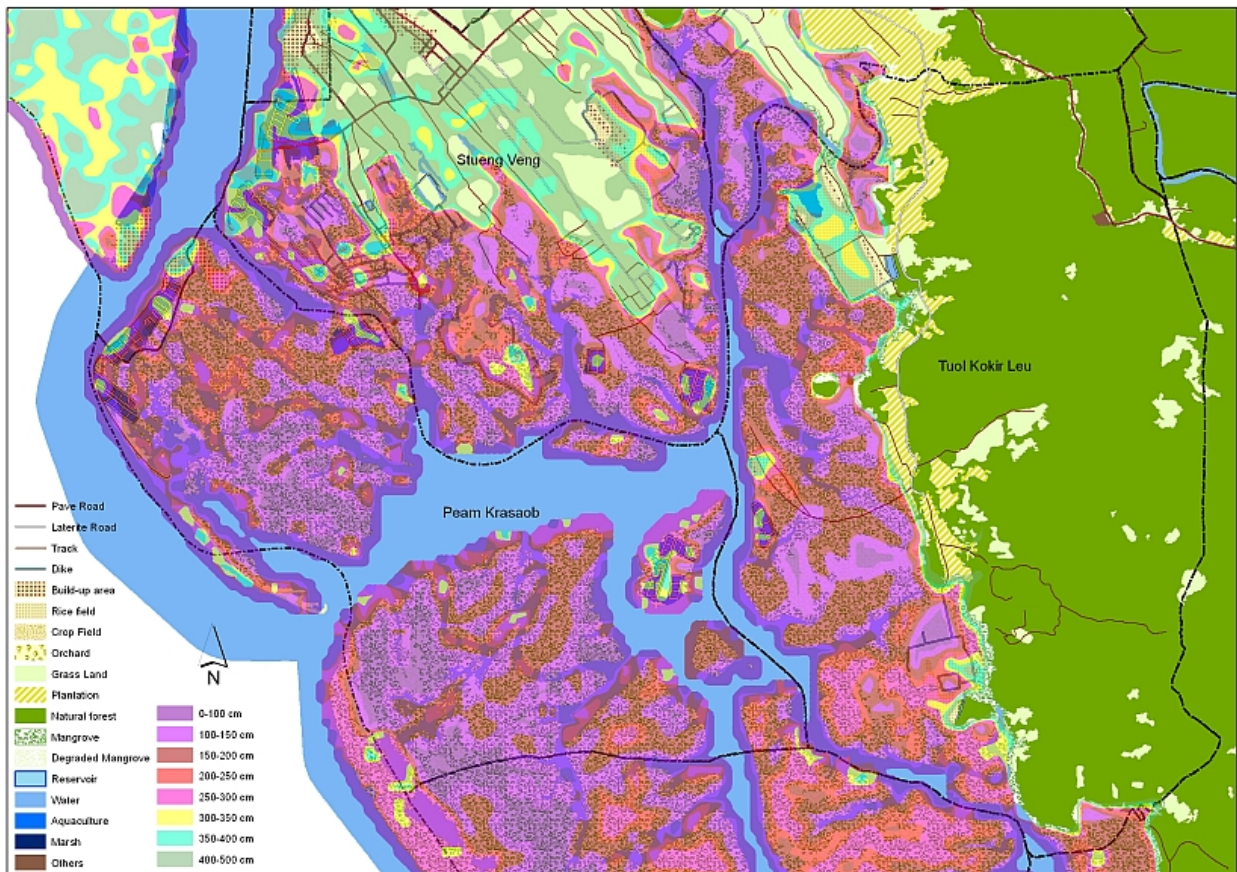 Stueng Veng
Tuol Kokir Leu
Peam Krasaob
Pave Road
Laterite Road
Track
Dike
Build-up area
Rice field
Crop Field
Orchard
Grass Land
Plantation
Natural forest
Mangrove
Degraded Mangrove
Reservoir
Water
Aquaculture
Marsh
Others
N
0-100 cm
100-150 cm
150-200 cm
200-250 cm
250-300 cm
300-350 cm
350-400 cm
400-500 cm